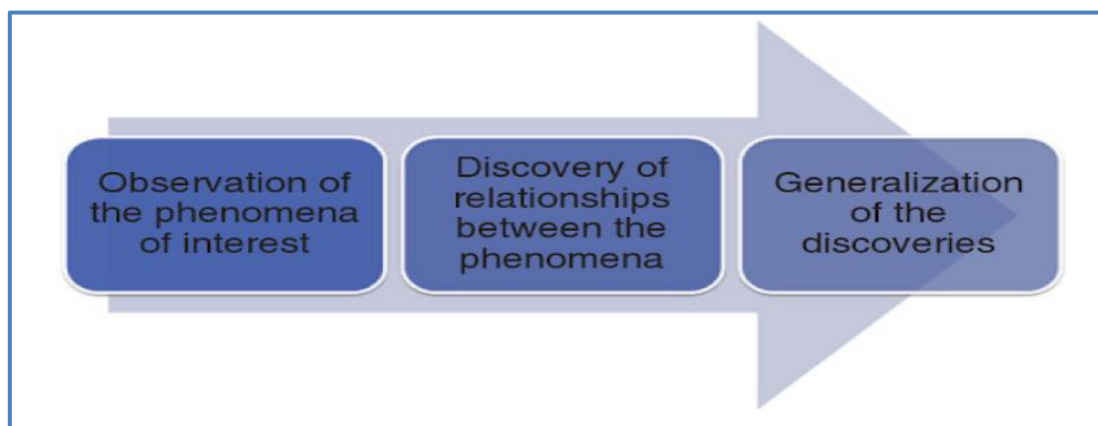 Observation of
the phenomena
of interest
Discovery of
relationships
between the
phenomena
Generalization
of the
discoveries